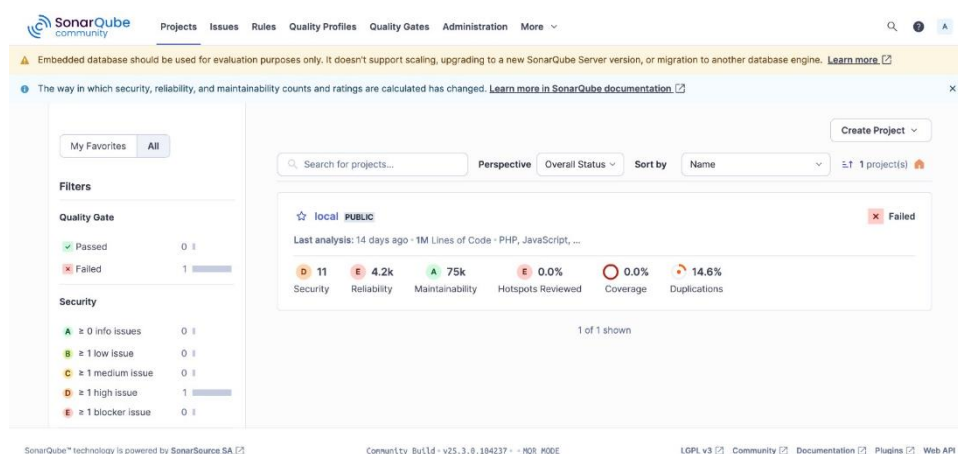 SonarQube
community
Projects Issues Rules Quality Profiles Quality Gates Administration More
A
Embedded database should be used for evaluation purposes only. It doesn't support scaling, upgrading to a new SonarQube Server version, or migration to another database engine. Learn more
The way in which security, reliability, and maintainability counts and ratings are calculated has changed. Learn more in SonarQube documentation
Create Project
My Favorites All
Search for projects... Perspective Overall Status Sort by Name 1 project(s)
Filters
Quality Gate
Passed 0
Failed 1
Security
A ≥ 0 info issues 0
B ≥ 1 low issue 0
C ≥ 1 medium issue 0
D ≥ 1 high issue 1
E ≥ 1 blocker issue 0
local PUBLIC Failed
Last analysis: 14 days ago · 1M Lines of Code · PHP, JavaScript, ...
D 11 E 4.2k A 75k E 0.0% 0.0% 14.6%
Security Reliability Maintainability Hotspots Reviewed Coverage Duplications
1 of 1 shown
SonarQube™ technology is powered by SonarSource SA Community Build - v25.3.0.104237 - - MQR MODE LGPL v3 Community Documentation Plugins Web API